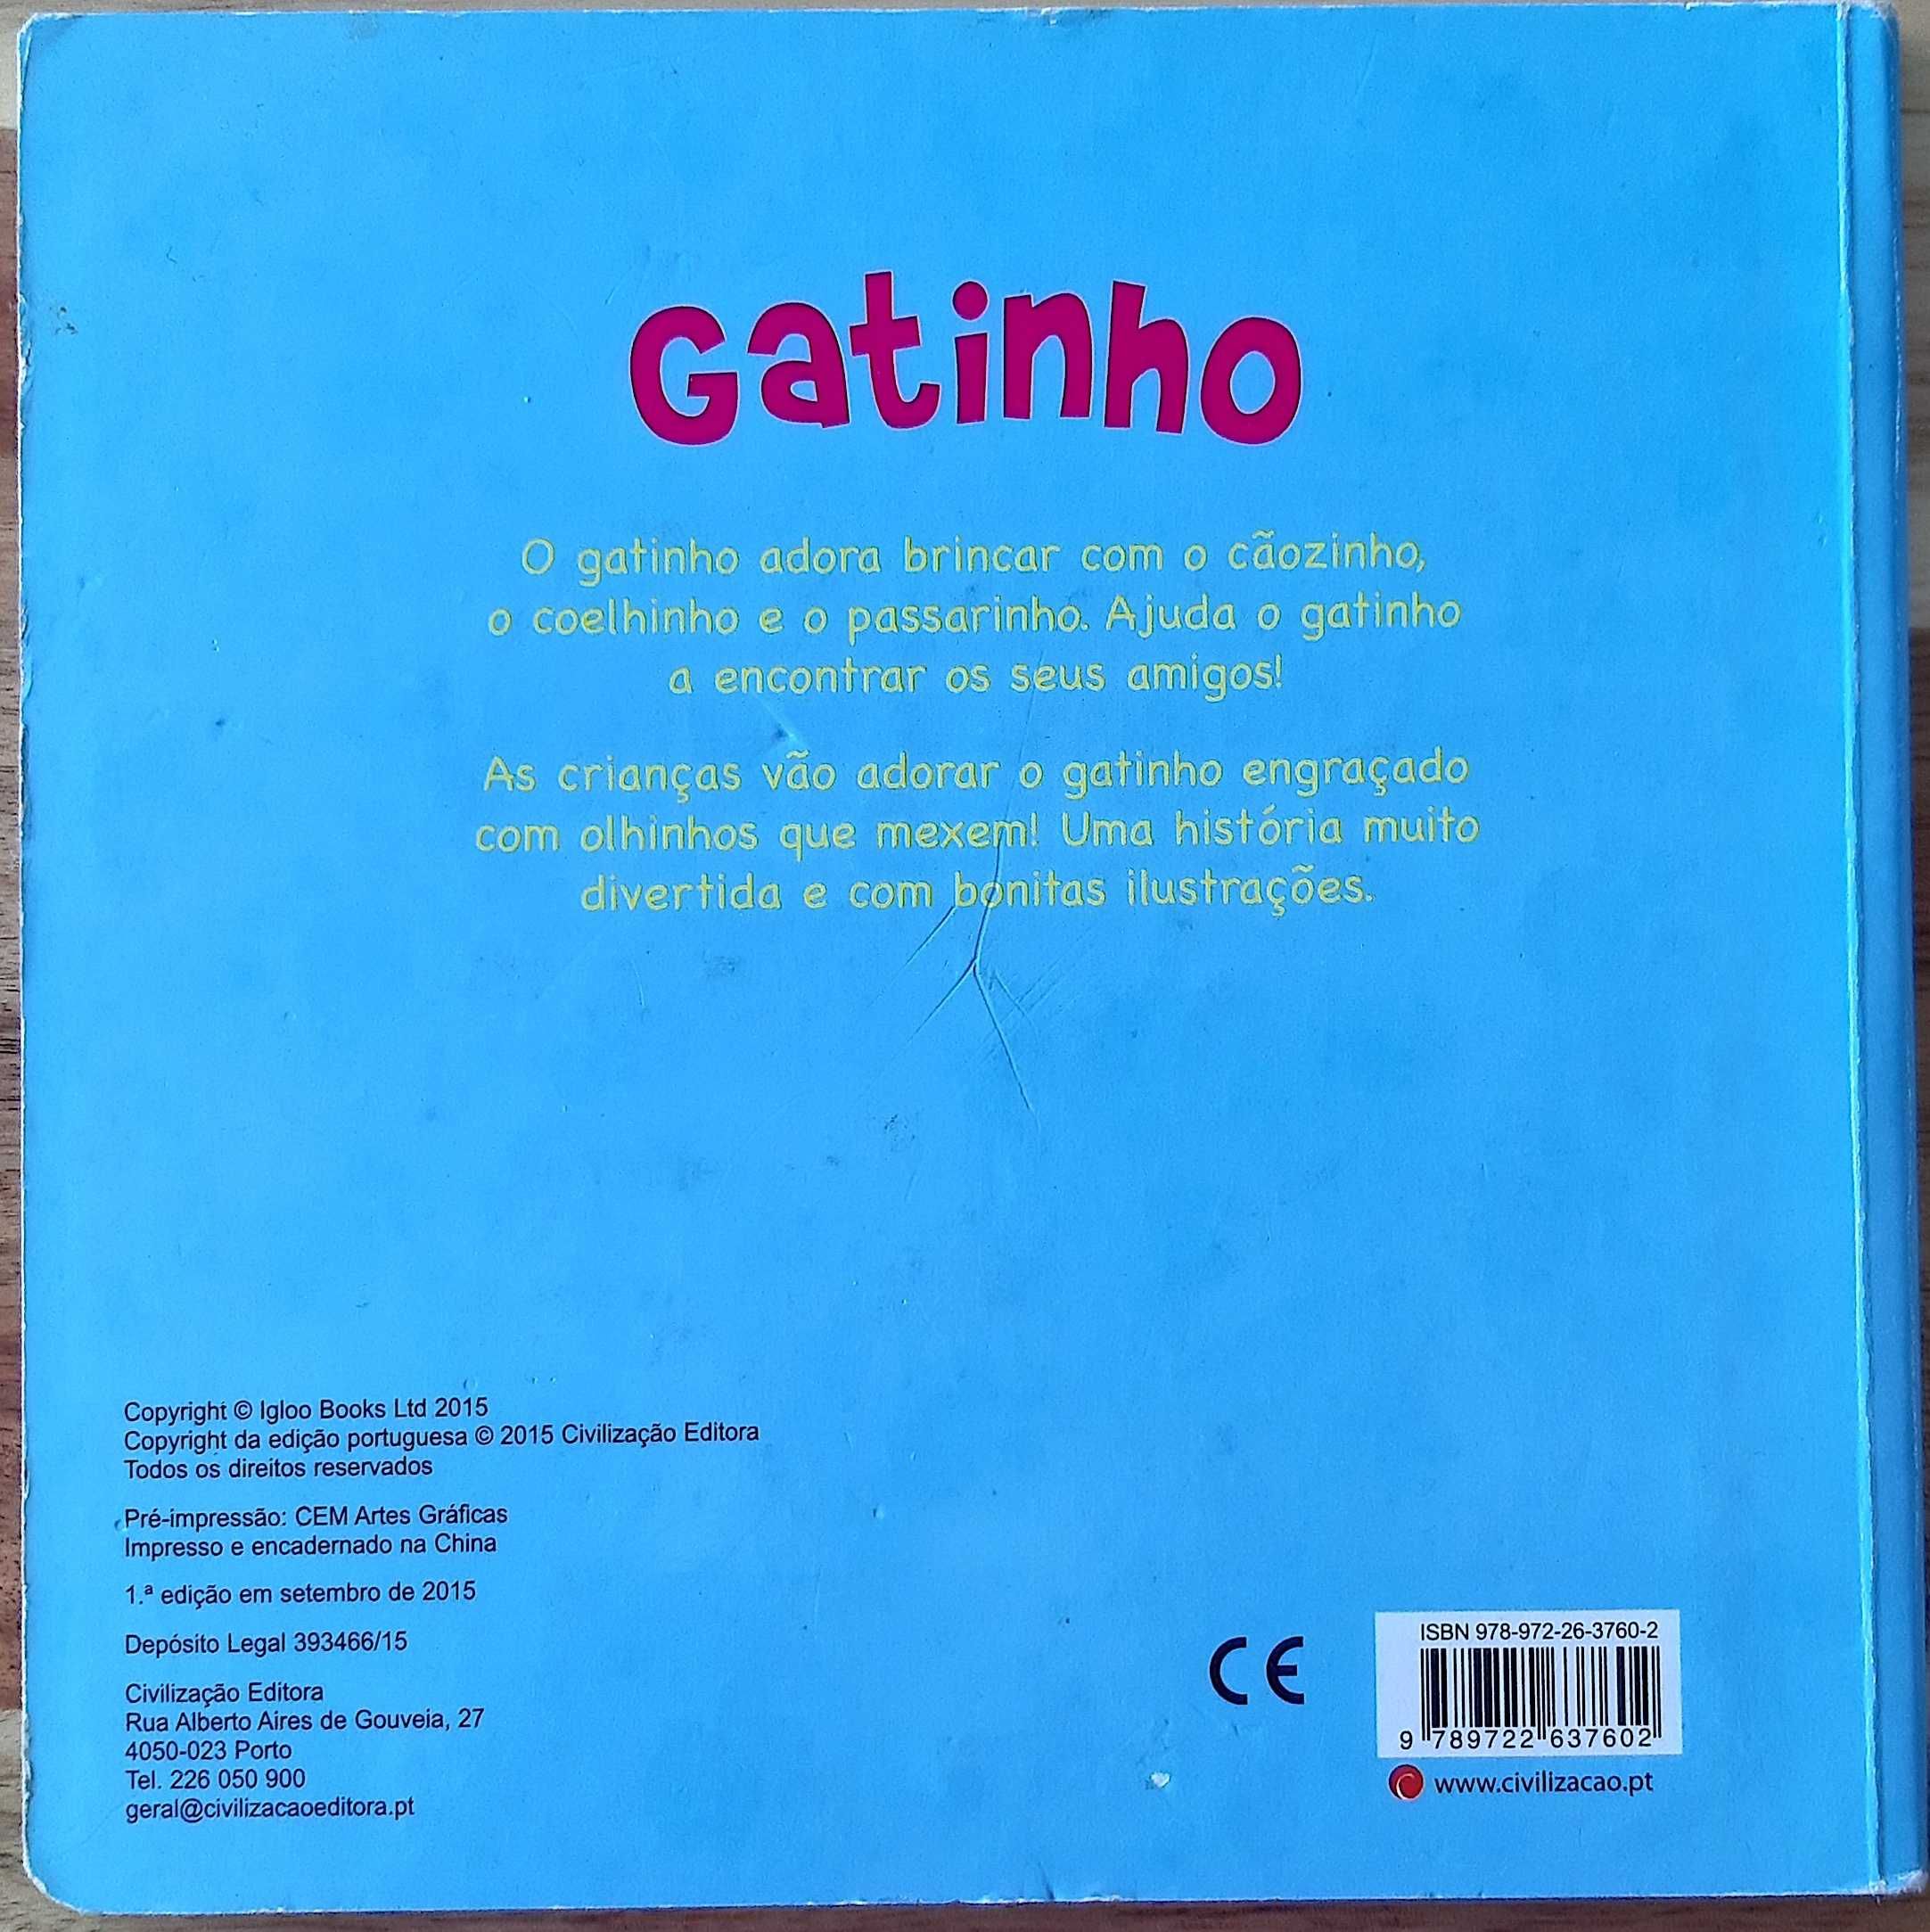 Gatinho
O gatinho adora brincar com o cãozinho,
o coelhinho e o passarinho. Ajuda o gatinho
a encontrar os seus amigos!
As crianças vão adorar o gatinho engraçado
com olhinhos que mexem! Uma história muito
divertida e com bonitas ilustrações.
Copyright © Igloo Books Ltd 2015
Copyright da edição portuguesa © 2015 Civilização Editora
Todos os direitos reservados
Pré-impressão: CEM Artes Gráficas
Impresso e encadernado na China
1.ª edição em setembro de 2015
Depósito Legal 393466/15
Civilização Editora
Rua Alberto Aires de Gouveia, 27
4050-023 Porto
Tel. 226 050 900
geral@civilizacaoeditora.pt
CE
ISBN 978-972-26-3760-2
9 789722 637602
www.civilizacao.pt